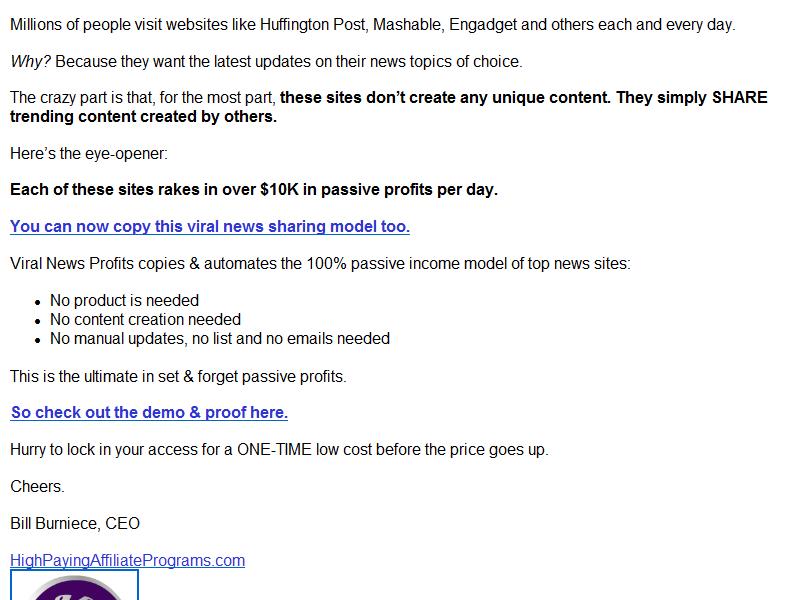 Millions of people visit websites like Huffington Post, Mashable, Engadget and others each and every day.
Why? Because they want the latest updates on their news topics of choice.
The crazy part is that, for the most part, these sites don’t create any unique content. They simply SHARE
trending content created by others.
Here’s the eye-opener:
Each of these sites rakes in over $10K in passive profits per day.
You can now copy this viral news sharing model too.
Viral News Profits copies & automates the 100% passive income model of top news sites:
• No product is needed
• No content creation needed
• No manual updates, no list and no emails needed
This is the ultimate in set & forget passive profits.
So check out the demo & proof here.
Hurry to lock in your access for a ONE-TIME low cost before the price goes up.
Cheers.
Bill Burniece, CEO
HighPayingAffiliatePrograms.com